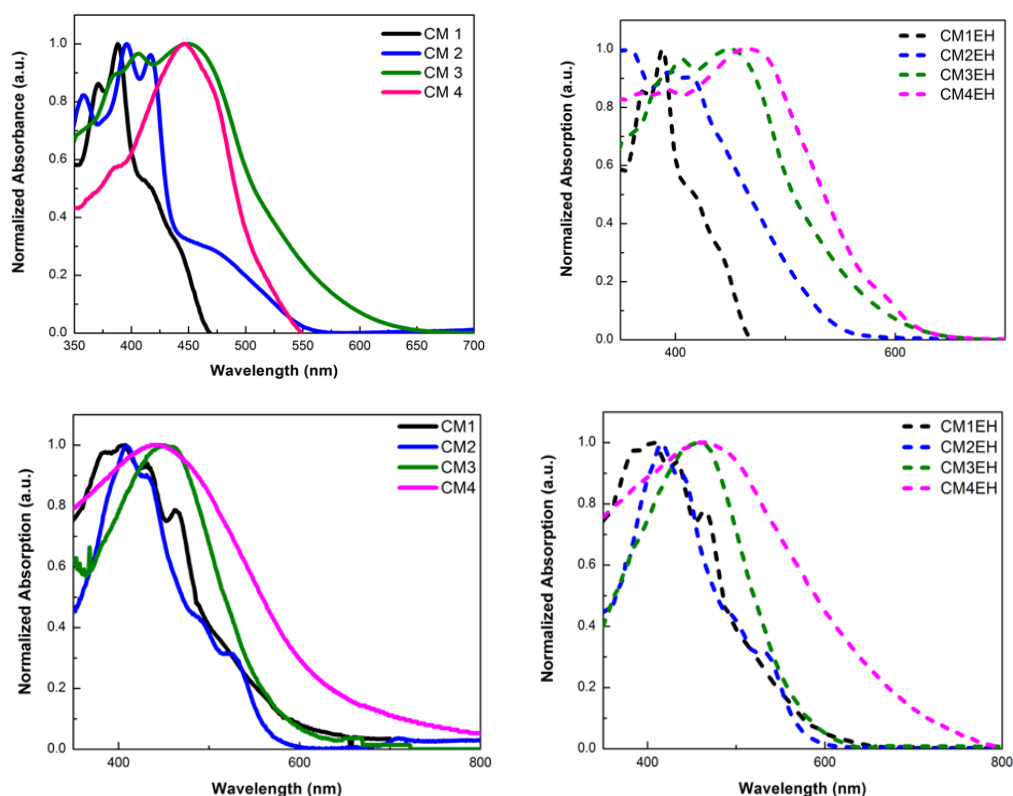 Normalized Absorbance (a.u.)
1.0
0.8
0.6
0.4
0.2
0.0
350 400 450 500 550 600 650 700
Wavelength (nm)
CM 1
CM 2
CM 3
CM 4
Normalized Absorption (a.u.)
1.0
0.8
0.6
0.4
0.2
0.0
400 600
Wavelength (nm)
CM1EH
CM2EH
CM3EH
CM4EH
Normalized Absorption (a.u.)
1.0
0.8
0.6
0.4
0.2
0.0
400 600 800
Wavelength (nm)
CM1
CM2
CM3
CM4
Normalized Absorption (a.u.)
1.0
0.8
0.6
0.4
0.2
0.0
400 600 800
Wavelength (nm)
CM1EH
CM2EH
CM3EH
CM4EH